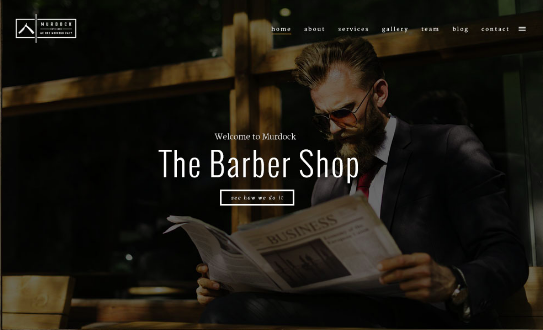 MURDOCK
home about services gallery team blog contact
Welcome to Murdock
The Barber Shop
see how we do it
BUSINESS